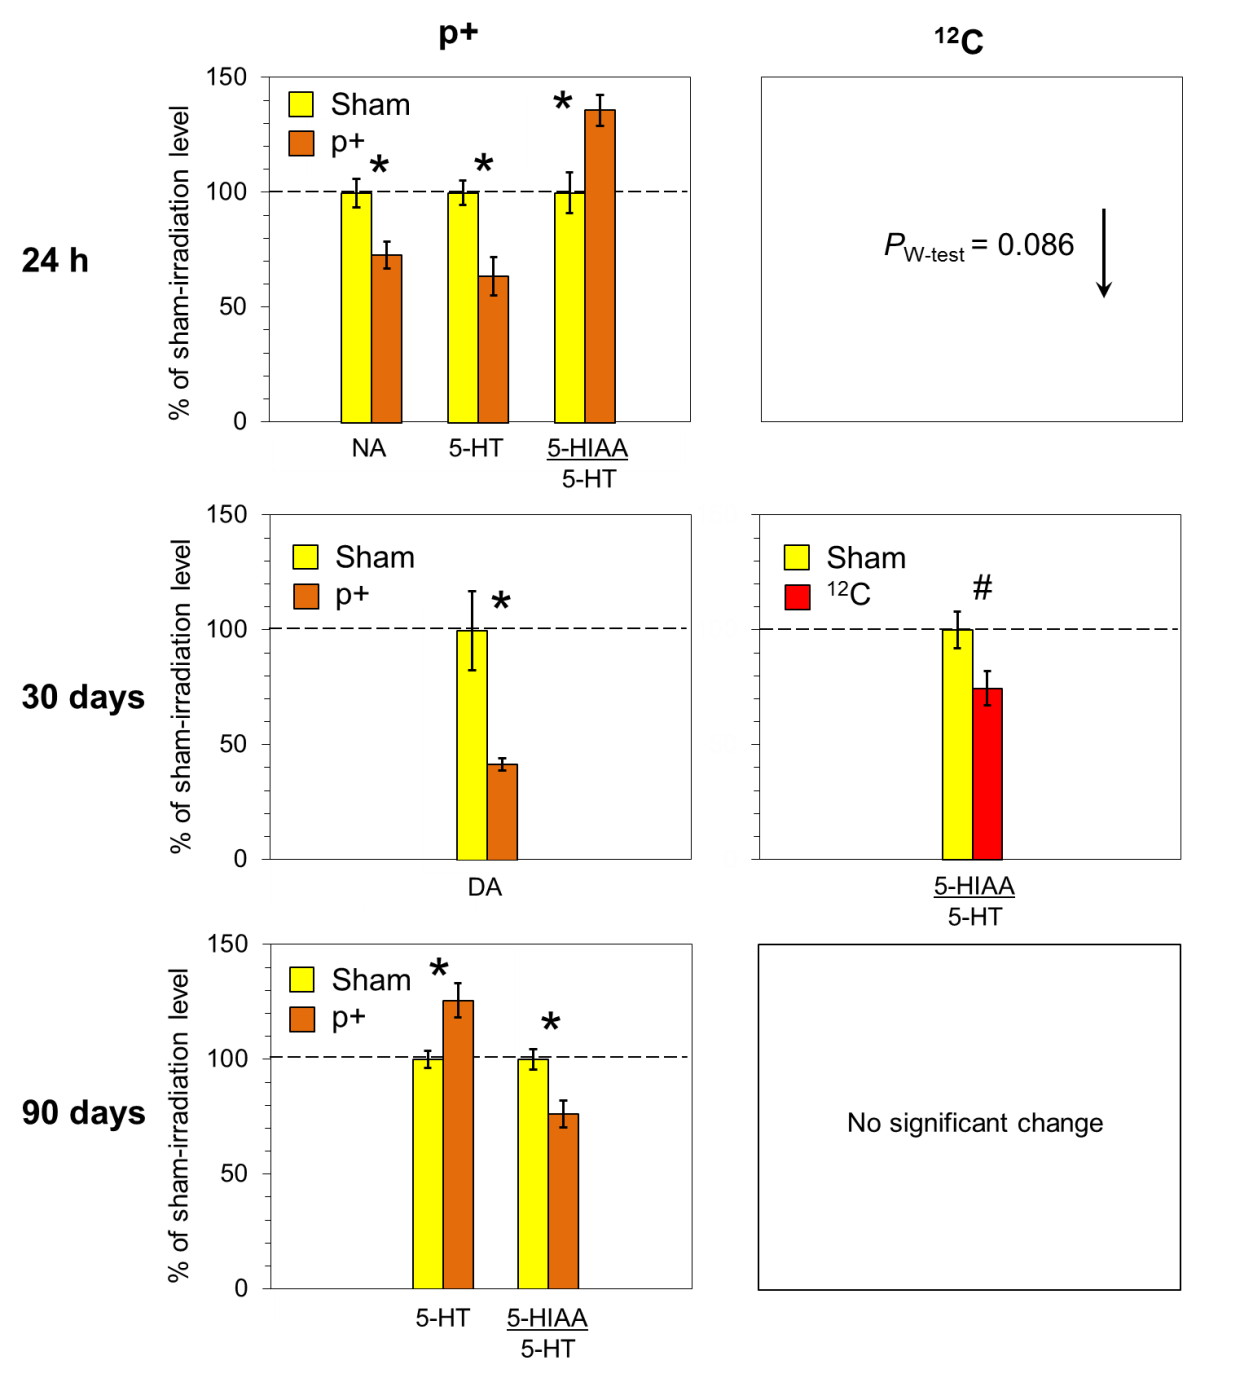 p+
¹²C
24 h
% of sham-irradiation level
150
100
50
0
Sham
p+
*
*
*
NA
5-HT
5-HIAA
5-HT
P W-test = 0.086
30 days
% of sham-irradiation level
150
100
50
0
Sham
p+
*
DA
Sham
¹²C
#
5-HIAA
5-HT
90 days
% of sham-irradiation level
150
100
50
0
Sham
p+
*
*
5-HT
5-HIAA
5-HT
No significant change